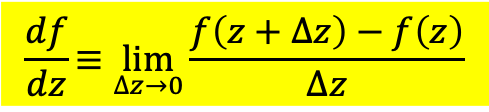 df/dz ≡ lim_{Δz→0} (f(z + Δz) − f(z))/Δz